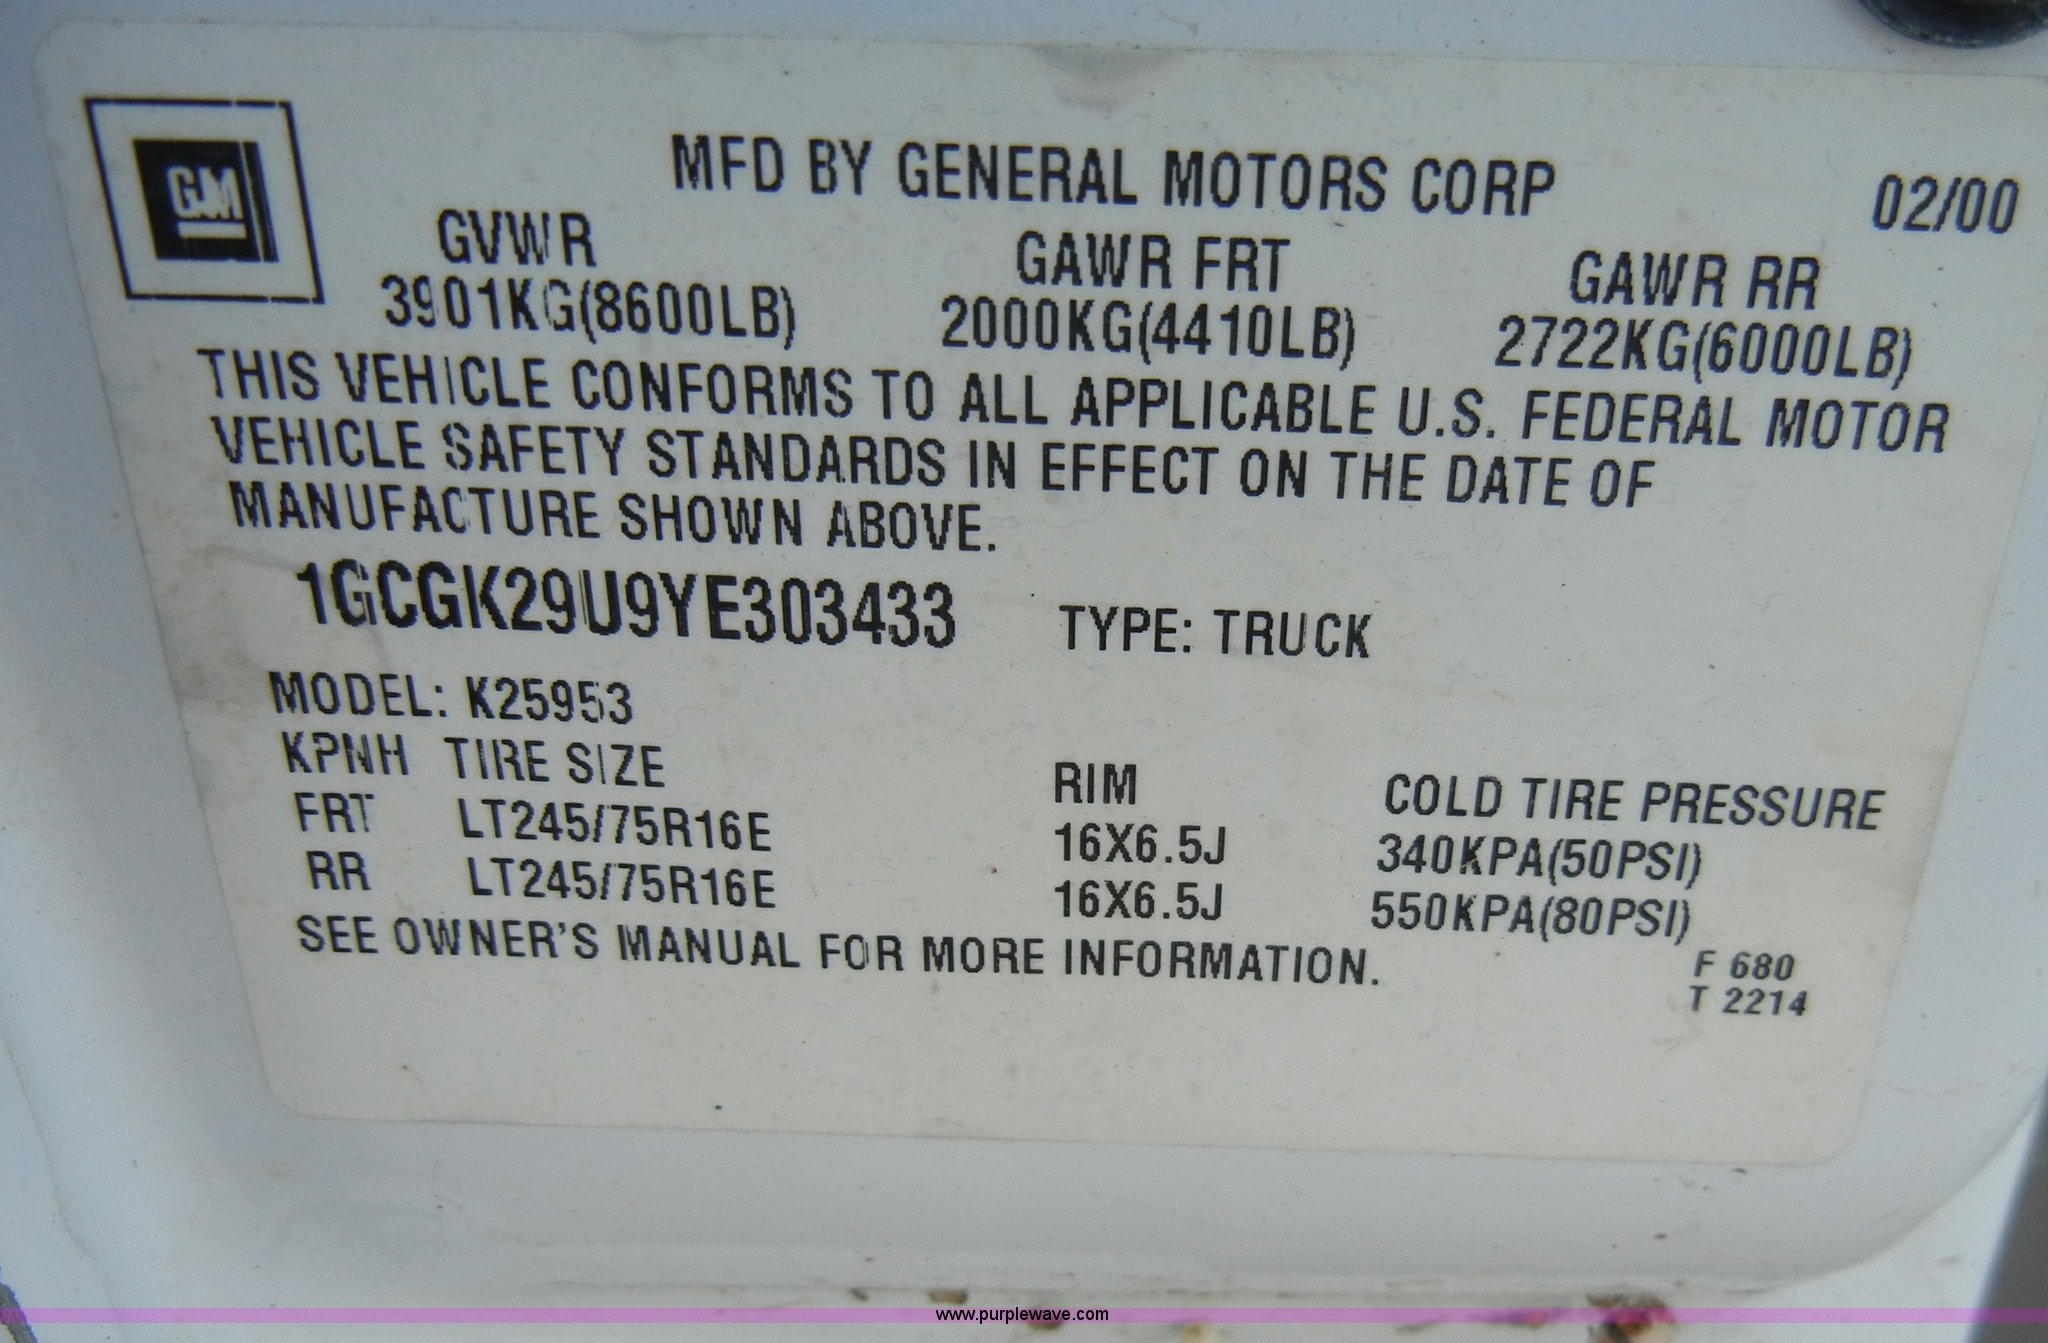 GM
MFD BY GENERAL MOTORS CORP 02/00
GVWR GAWR FRT GAWR RR
3901KG(8600LB) 2000KG(4410LB) 2722KG(6000LB)
THIS VEHICLE CONFORMS TO ALL APPLICABLE U.S. FEDERAL MOTOR
VEHICLE SAFETY STANDARDS IN EFFECT ON THE DATE OF
MANUFACTURE SHOWN ABOVE.
1GCGK29U9YE303433 TYPE: TRUCK
MODEL: K25953
KPNH TIRE SIZE RIM COLD TIRE PRESSURE
FRT LT245/75R16E 16X6.5J 340KPA(50PSI)
RR LT245/75R16E 16X6.5J 550KPA(80PSI)
SEE OWNER'S MANUAL FOR MORE INFORMATION.
F 680
T 2214
www.purplewave.com